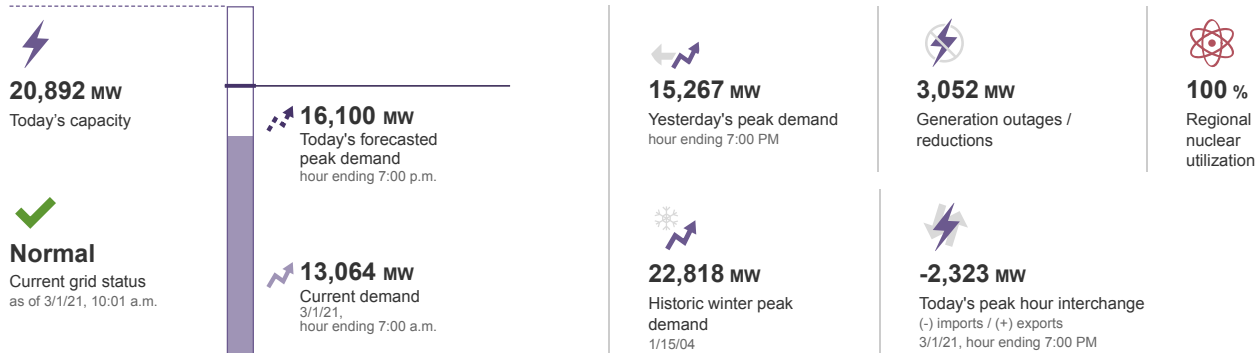 20,892 MW
Today's capacity
Normal
Current grid status
as of 3/1/21, 10:01 a.m.
16,100 MW
Today's forecasted
peak demand
hour ending 7:00 p.m.
13,064 MW
Current demand
3/1/21,
hour ending 7:00 a.m.
15,267 MW
Yesterday's peak demand
hour ending 7:00 PM
3,052 MW
Generation outages /
reductions
100 %
Regional
nuclear
utilization
22,818 MW
Historic winter peak
demand
1/15/04
-2,323 MW
Today's peak hour interchange
(-) imports / (+) exports
3/1/21, hour ending 7:00 PM